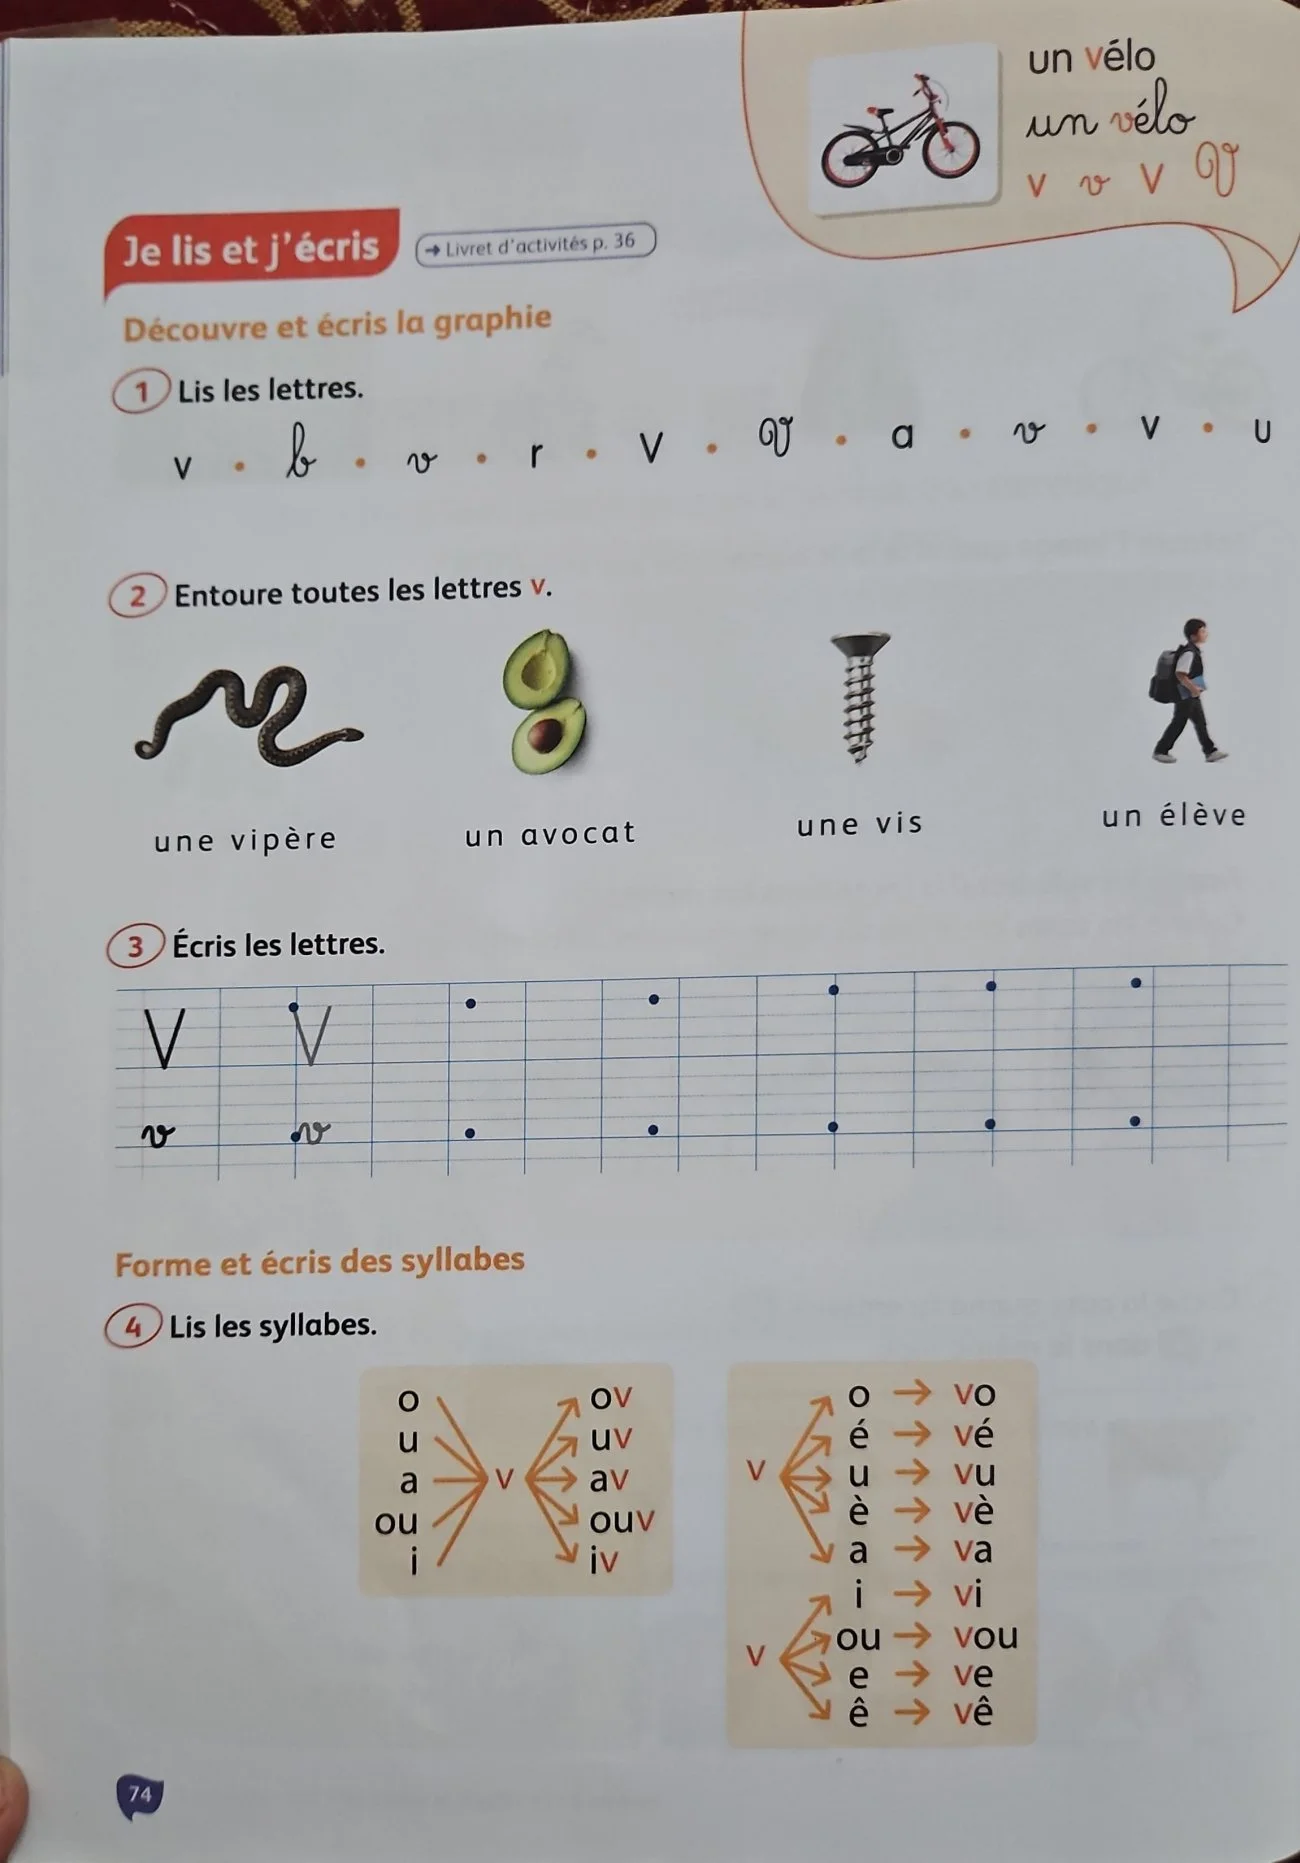 un vélo
un vélo
v v V V
Je lis et j'écris
→ Livret d'activités p. 36
Découvre et écris la graphie
1 Lis les lettres.
v • b • v • r • V • V • a • v • v • u
2 Entoure toutes les lettres v.
une vipère un avocat une vis un élève
3 Écris les lettres.
V V
v v
Forme et écris des syllabes
4 Lis les syllabes.
o ov
u uv
a v av
ou ouv
i iv
o → vo
é → vé
v u → vu
è → vè
a → va
i → vi
v ou → vou
e → ve
ê → vê
74